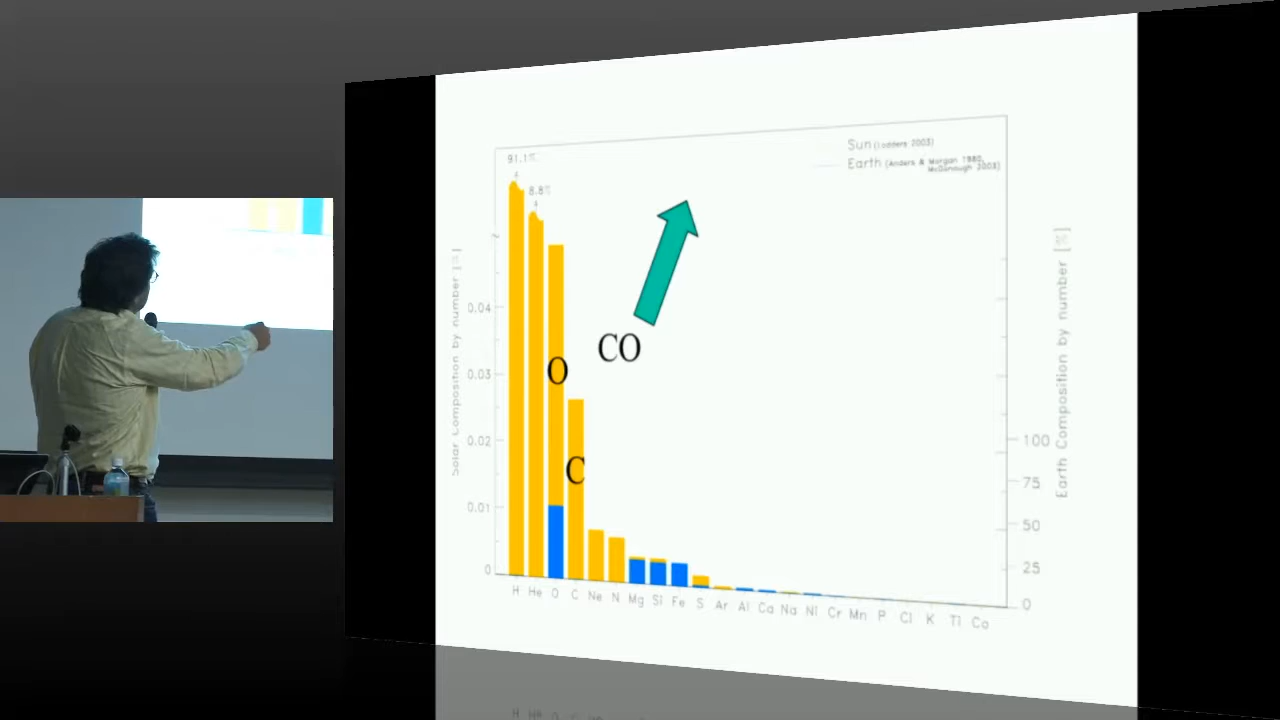 91.1%
8.8%
Sun (Lodders 2003)
Earth (Anders & Morgan 1980,
McDonough 2003)
Solar Composition by number [%]
0.04
0.03
0.02
0.01
0
O
CO
C
Earth Composition by number [%]
100
75
50
25
0
H He O C Ne N Mg Si Fe S Ar Al Ca Na Ni Cr Mn P Cl K Ti Co